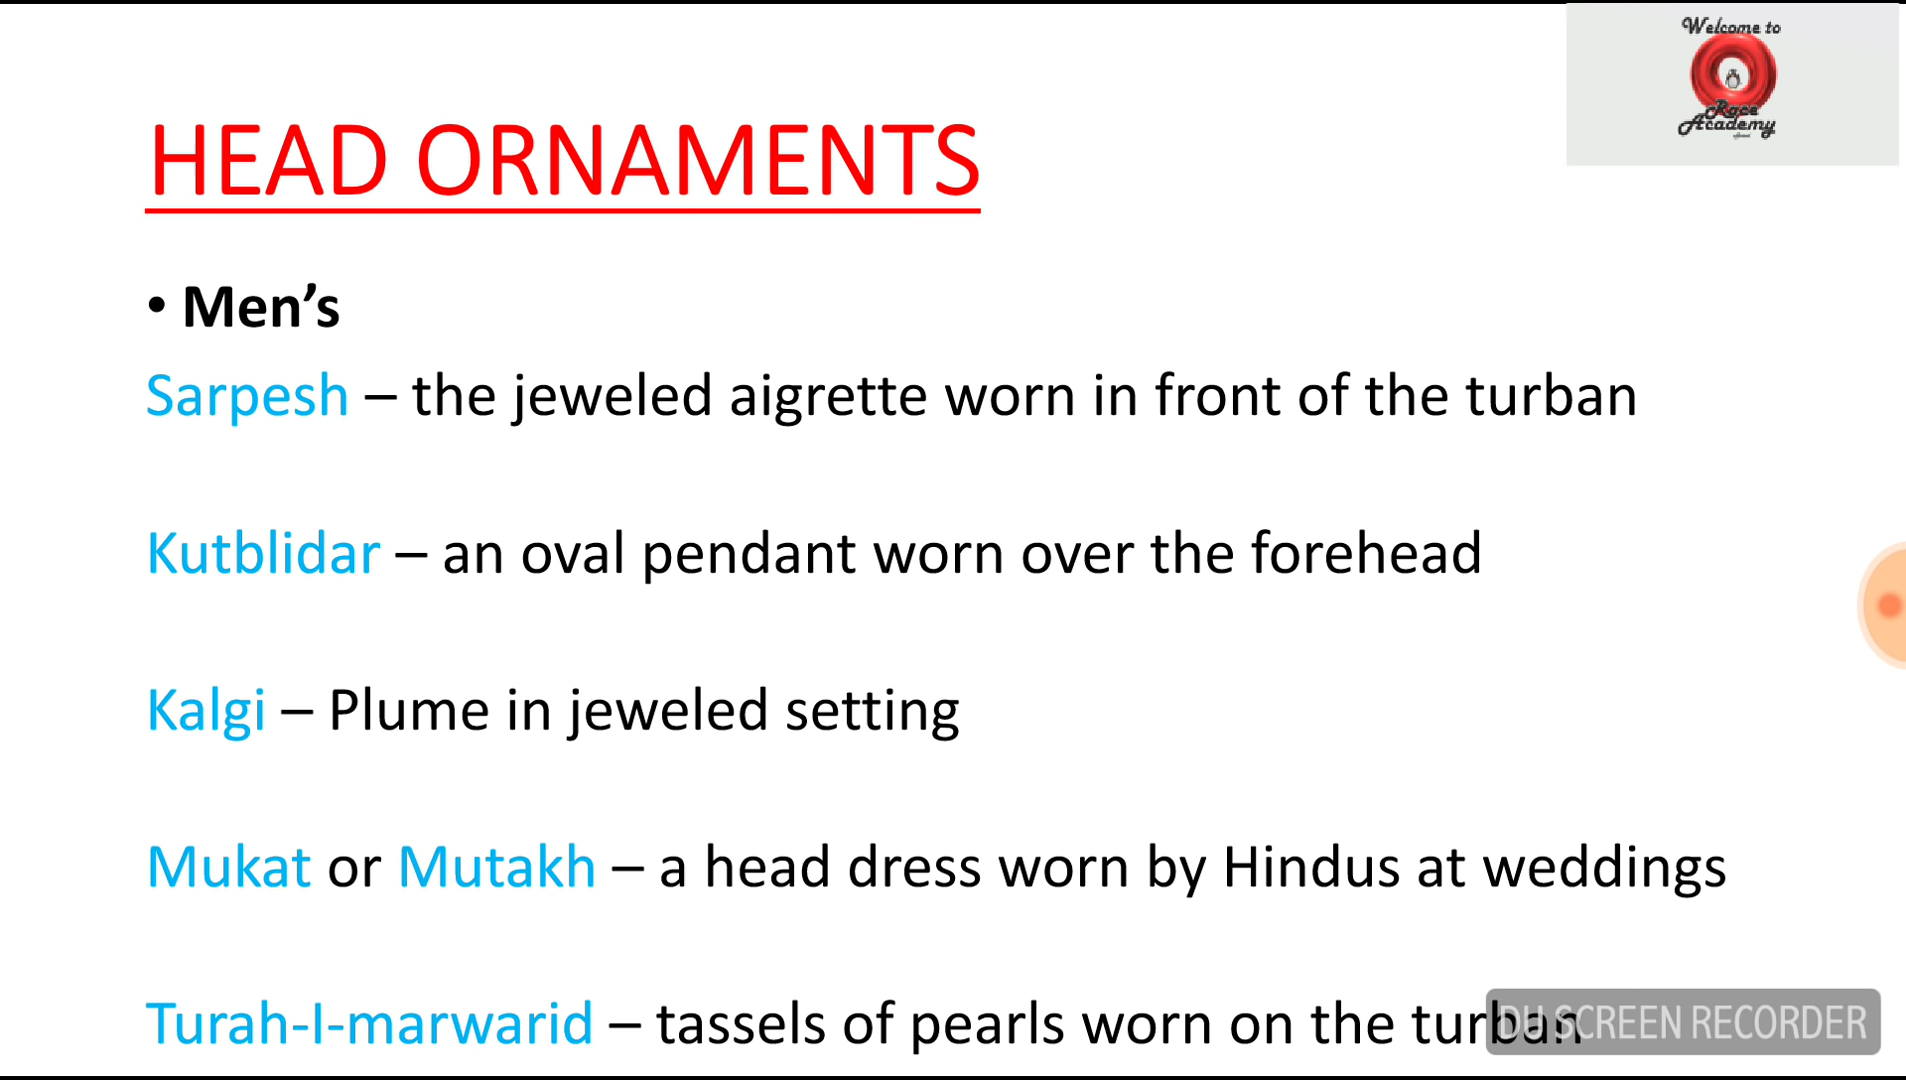 Welcome to
Race
Academy
HEAD ORNAMENTS
• Men’s
Sarpesh – the jeweled aigrette worn in front of the turban
Kutblidar – an oval pendant worn over the forehead
Kalgi – Plume in jeweled setting
Mukat or Mutakh – a head dress worn by Hindus at weddings
Turah-I-marwarid – tassels of pearls worn on the turban
DU SCREEN RECORDER